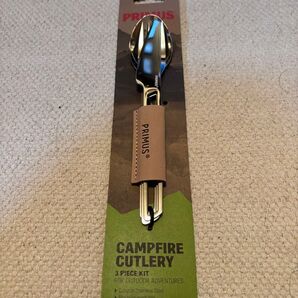 PRIMUS
PRIMUS®
CAMPFIRE
CUTLERY
3 PIECE KIT
FOR OUTDOOR ADVENTURES